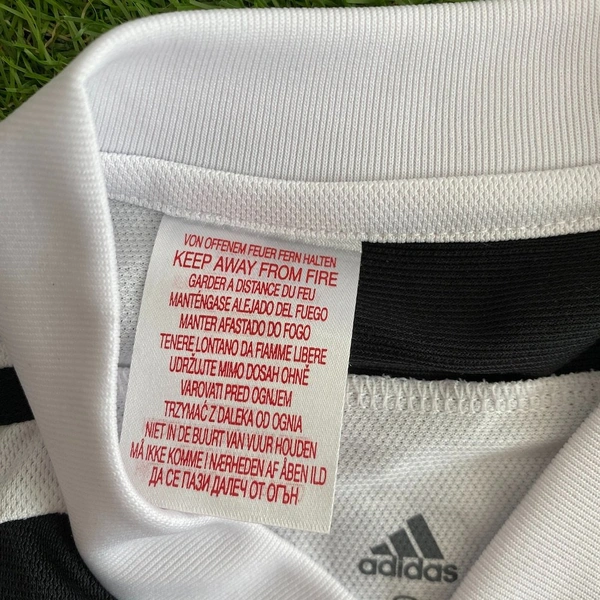 VON OFFENEM FEUER FERN HALTEN
KEEP AWAY FROM FIRE
GARDER A DISTANCE DU FEU
MANTÉNGASE ALEJADO DEL FUEGO
MANTER AFASTADO DO FOGO
TENERE LONTANO DA FIAMME LIBERE
UDRŽUJTE MIMO DOSAH OHNĚ
VAROVATI PRED OGNJEM
TRZYMAĆ Z DALEKA OD OGNIA
NIET IN DE BUURT VAN VUUR HOUDEN
MÅ IKKE KOMME I NÆRHEDEN AF ÅBEN ILD
ДА СЕ ПАЗИ ДАЛЕЧ ОТ ОГЪН
adidas